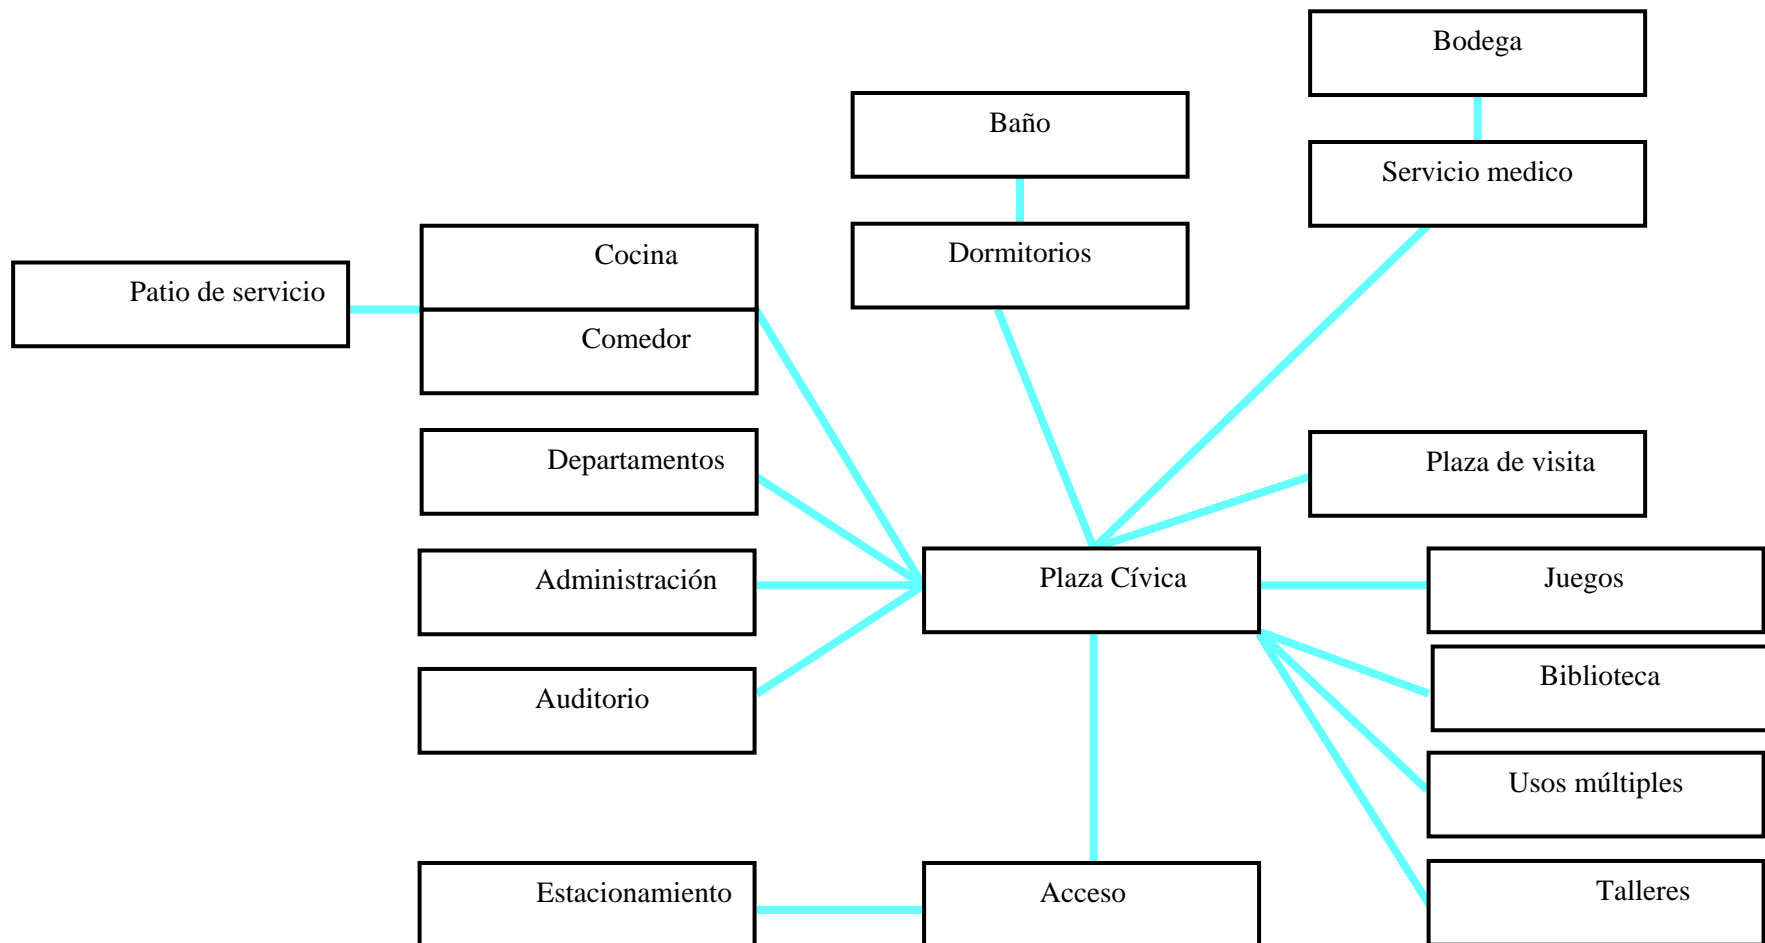 Bodega
Baño
Servicio medico
Cocina
Dormitorios
Patio de servicio
Comedor
Departamentos
Plaza de visita
Administración
Plaza Cívica
Juegos
Auditorio
Biblioteca
Usos múltiples
Estacionamiento
Acceso
Talleres